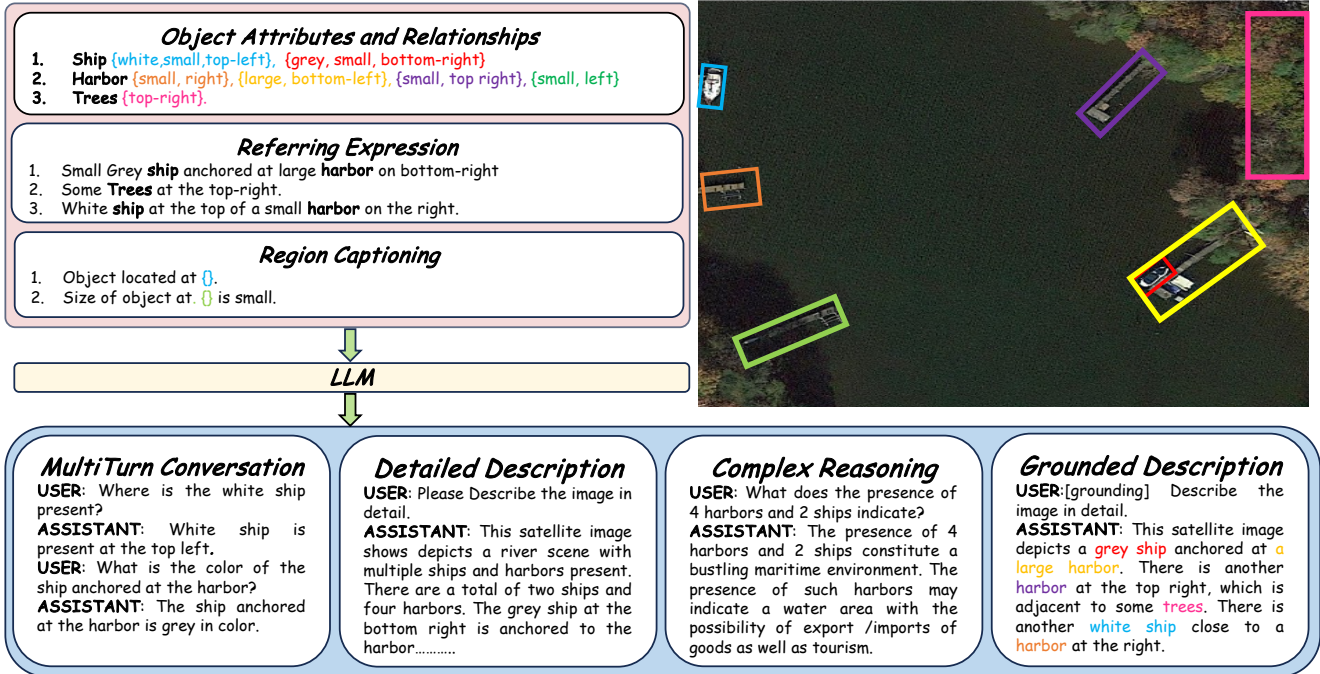 Object Attributes and Relationships
1. Ship {white,small,top-left}, {grey, small, bottom-right}
2. Harbor {small, right}, {large, bottom-left}, {small, top right}, {small, left}
3. Trees {top-right}.
Referring Expression
1. Small Grey ship anchored at large harbor on bottom-right
2. Some Trees at the top-right.
3. White ship at the top of a small harbor on the right.
Region Captioning
1. Object located at {}.
2. Size of object at. {} is small.
LLM
MultiTurn Conversation
USER: Where is the white ship
present?
ASSISTANT: White ship is
present at the top left.
USER: What is the color of the
ship anchored at the harbor?
ASSISTANT: The ship anchored
at the harbor is grey in color.
Detailed Description
USER: Please Describe the image in
detail.
ASSISTANT: This satellite image
shows depicts a river scene with
multiple ships and harbors present.
There are a total of two ships and
four harbors. The grey ship at the
bottom right is anchored to the
harbor..........
Complex Reasoning
USER: What does the presence of
4 harbors and 2 ships indicate?
ASSISTANT: The presence of 4
harbors and 2 ships constitute a
bustling maritime environment. The
presence of such harbors may
indicate a water area with the
possibility of export /imports of
goods as well as tourism.
Grounded Description
USER:[grounding] Describe the
image in detail.
ASSISTANT: This satellite image
depicts a grey ship anchored at a
large harbor. There is another
harbor at the top right, which is
adjacent to some trees. There is
another white ship close to a
harbor at the right.